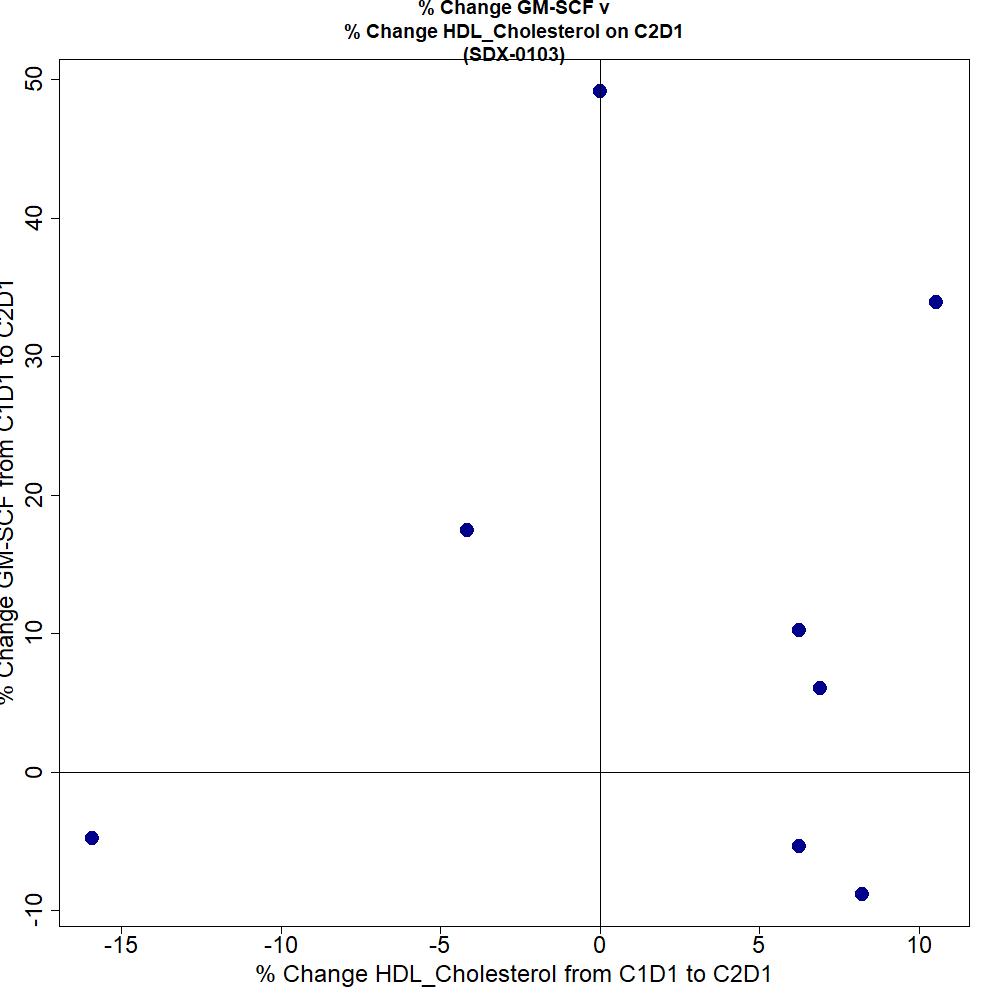 % Change GM-SCF v
% Change HDL_Cholesterol on C2D1
(SDX-0103)
% Change GM-SCF from C1D1 to C2D1
50
40
30
20
10
0
-10
-15
-10
-5
0
5
10
% Change HDL_Cholesterol from C1D1 to C2D1